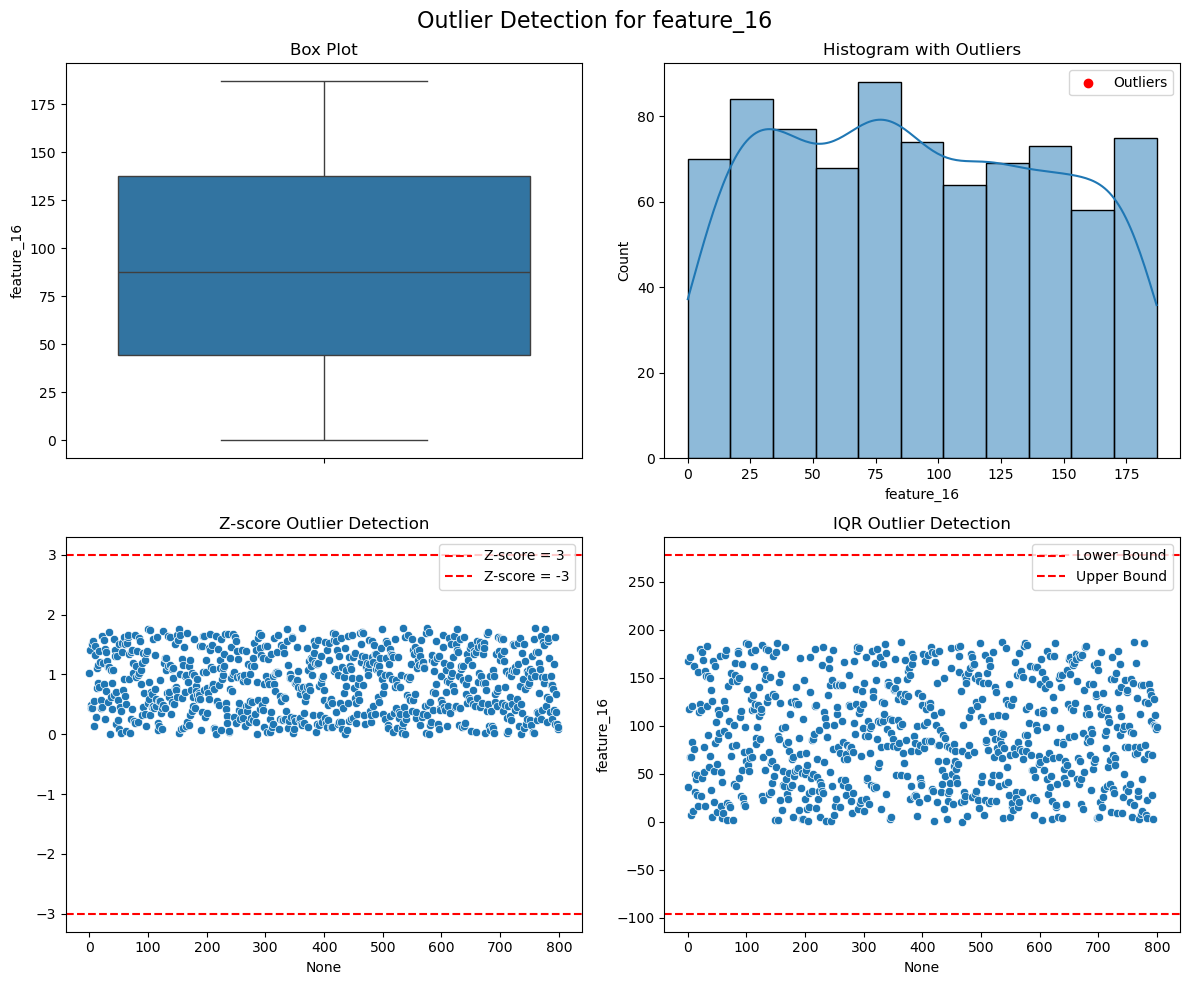 Outlier Detection for feature_16
Box Plot
175
150
125
100
75
50
25
0
feature_16
Histogram with Outliers
Outliers
80
60
40
20
0
Count
0 25 50 75 100 125 150 175
feature_16
Z-score Outlier Detection
Z-score = 3
Z-score = -3
3
2
1
0
−1
−2
−3
0 100 200 300 400 500 600 700 800
None
IQR Outlier Detection
Lower Bound
Upper Bound
250
200
150
100
50
0
−50
−100
feature_16
0 100 200 300 400 500 600 700 800
None